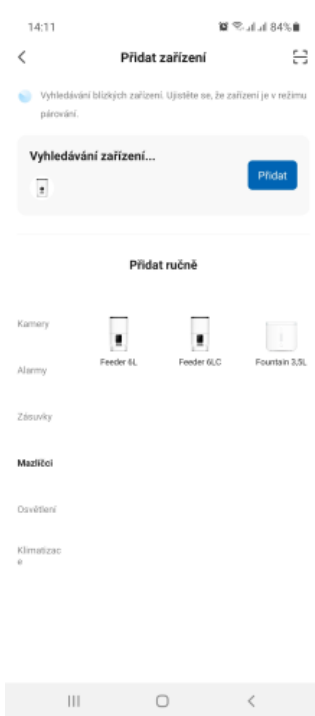 14:11
84%
Přidat zařízení
Vyhledávání blízkých zařízení. Ujistěte se, že zařízení je v režimu
párování.
Vyhledávání zařízení...
Přidat
Přidat ručně
Kamery
Feeder 6L
Feeder 6LC
Fountain 3,5L
Alarmy
Zásuvky
Mazlíčci
Osvětlení
Klimatizac
e